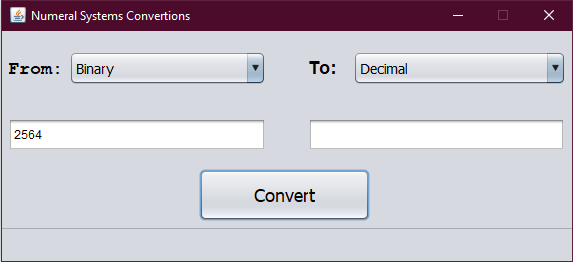 Numeral Systems Convertions
From: Binary To: Decimal
2564
Convert